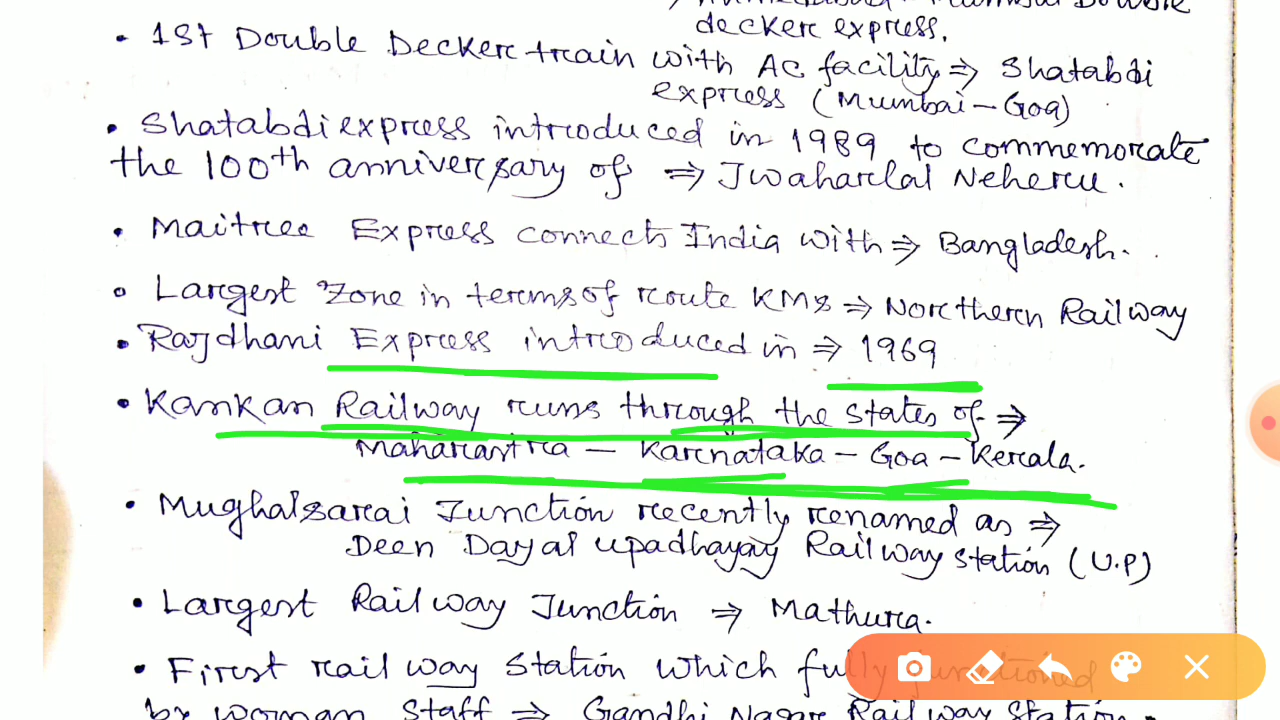 decker express.
• 1st Double Decker train with AC facility ⇒ Shatabdi
express (Mumbai – Goa)
• Shatabdi express introduced in 1989 to commemorate
the 100th anniversary of ⇒ Jwaharlal Neheru.
• Maitree Express connects India with ⇒ Bangladesh.
• Largest Zone in terms of route KMs ⇒ Northern Railway
• Rajdhani Express introduced in ⇒ 1969
• Kankan Railway runs through the states of ⇒
Maharastra – Karnataka – Goa – Kerala.
• Mughalsarai Junction recently renamed as ⇒
Deen Dayal upadhayay Railway station (U.P)
• Largest Railway Junction ⇒ Mathura.
• First railway station which fully functioned
by woman staff ⇒ Gandhi Nagar Railway station.